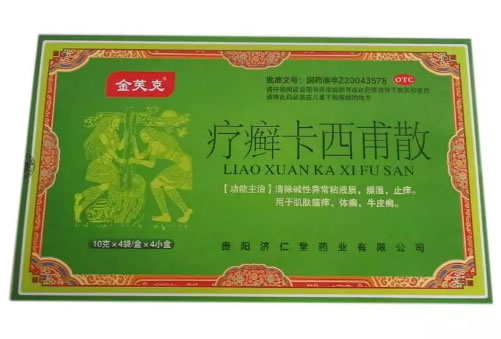 金芙克
批准文号：国药准字Z20043578
OTC
疗癣卡西甫散
LIAO XUAN KA XI FU SAN
【功能主治】清除碱性异常粘液质，燥湿，止痒。
用于肌肤瘙痒，体癣，牛皮癣。
10克×4袋/盒×4小盒
贵阳济仁堂药业有限公司